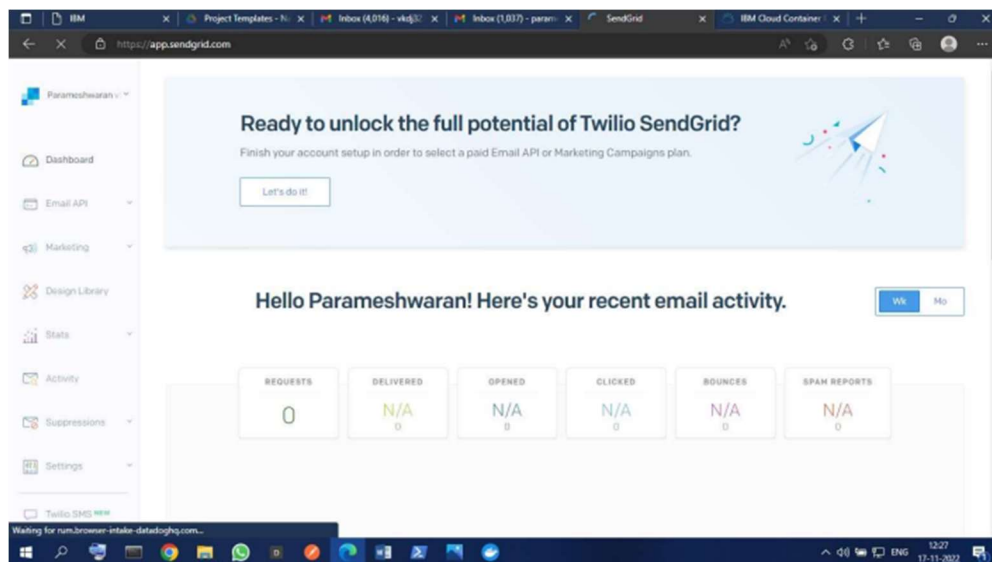 IBM
Project Templates - N
Inbox (4,016) - vkdj32
Inbox (1,037) - param
SendGrid
IBM Cloud Container
https://app.sendgrid.com
Parameshwaran
Ready to unlock the full potential of Twilio SendGrid?
Finish your account setup in order to select a paid Email API or Marketing Campaigns plan.
Let's do it!
Dashboard
Email API
Marketing
Design Library
Stats
Activity
Suppressions
Settings
Twilio SMS NEW
Hello Parameshwaran! Here's your recent email activity.
Wk Mo
REQUESTS DELIVERED OPENED CLICKED BOUNCES SPAM REPORTS
0 N/A N/A N/A N/A N/A
0 0 0 0 0
Waiting for rum.browser-intake-datadoghq.com...
ENG
12:27
17-11-2022